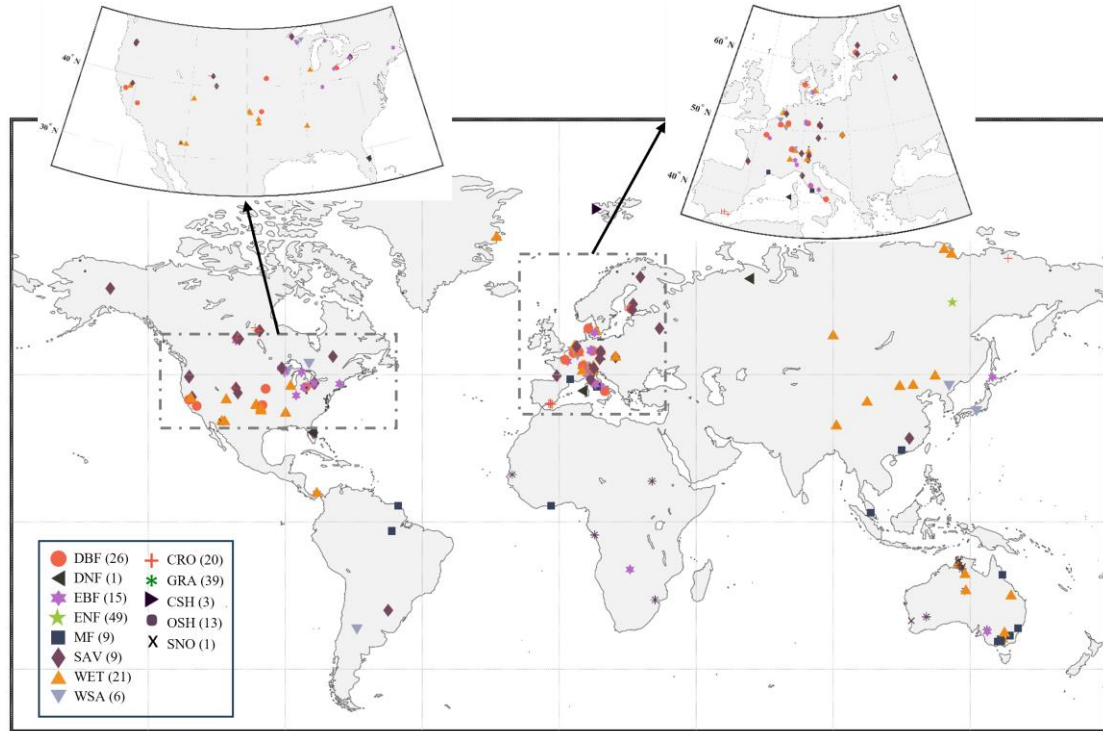 40°N
30°N
60°N
50°N
40°N
DBF (26)
DNF (1)
EBF (15)
ENF (49)
MF (9)
SAV (9)
WET (21)
WSA (6)
CRO (20)
GRA (39)
CSH (3)
OSH (13)
SNO (1)